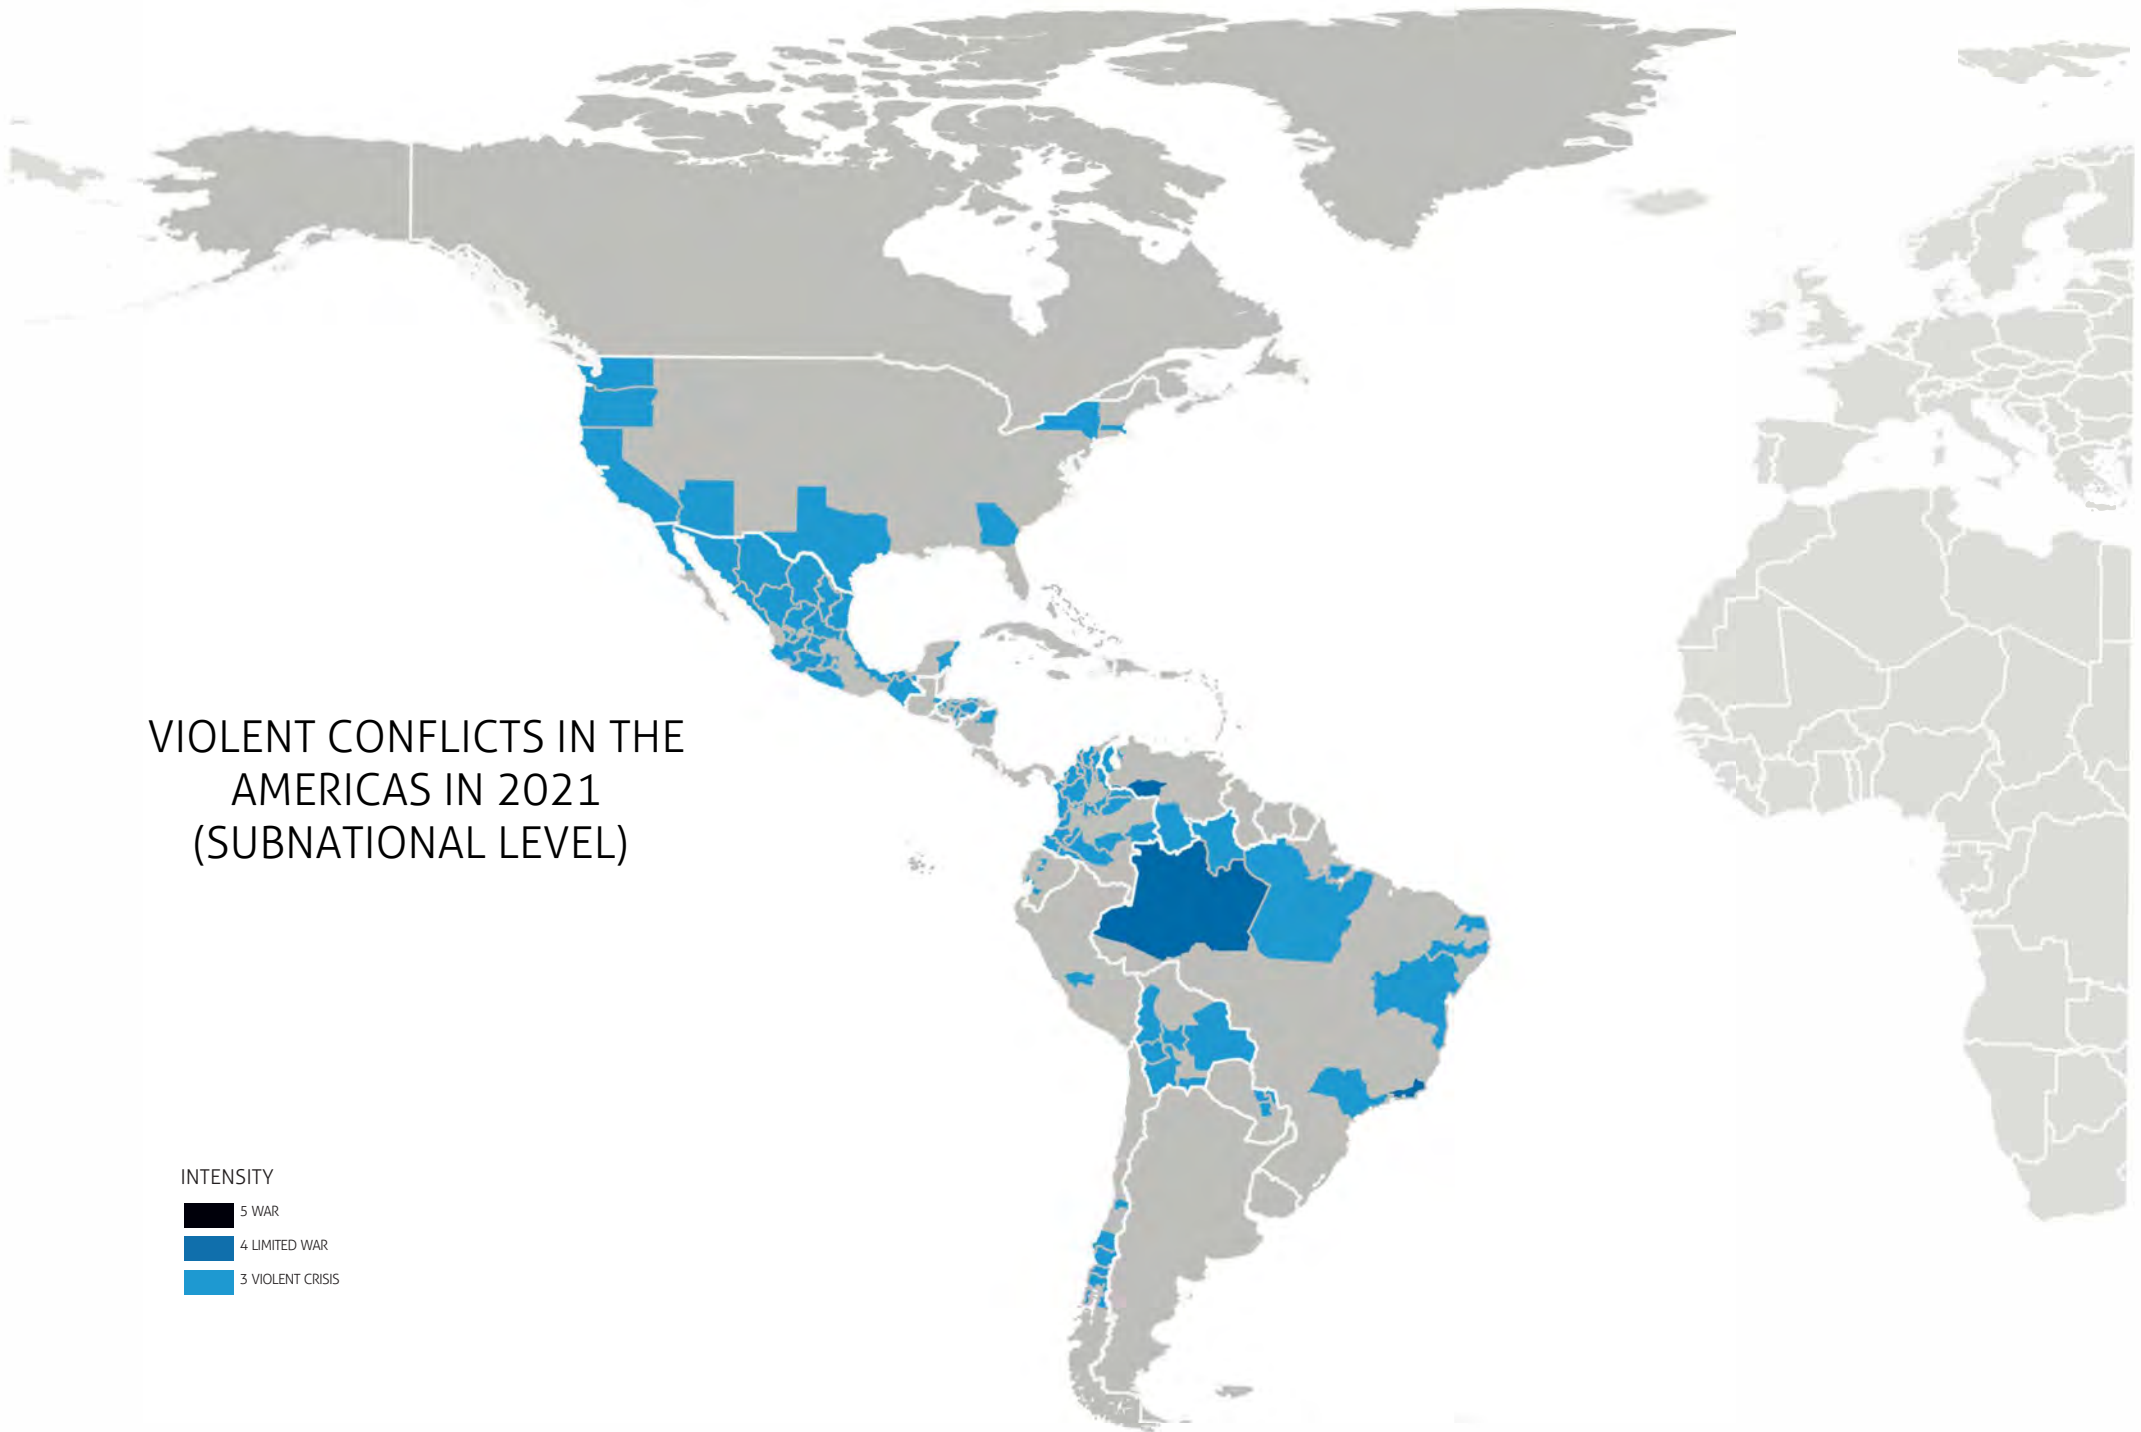 VIOLENT CONFLICTS IN THE
AMERICAS IN 2021
(SUBNATIONAL LEVEL)
INTENSITY
5 WAR
4 LIMITED WAR
3 VIOLENT CRISIS